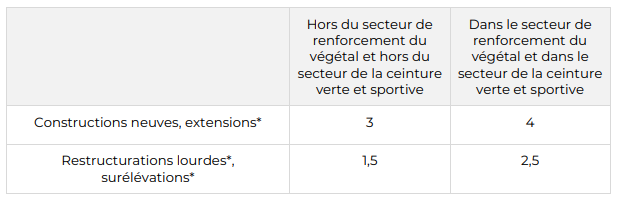 Hors du secteur de
renforcement du
végétal et hors du
secteur de la ceinture
verte et sportive
Dans le secteur de
renforcement du
végétal et dans le
secteur de la ceinture
verte et sportive
Constructions neuves, extensions*
3
4
Restructurations lourdes*,
surélévations*
1,5
2,5